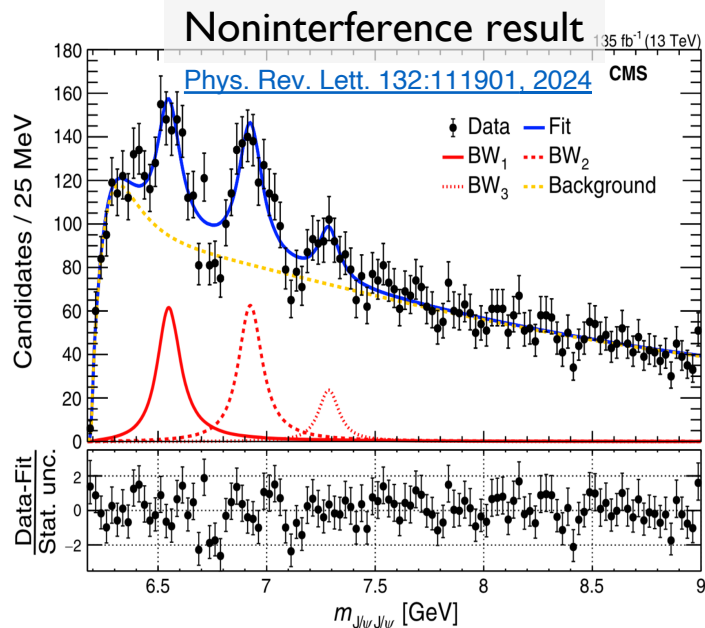 Noninterference result
135 fb⁻¹ (13 TeV)
Phys. Rev. Lett. 132:111901, 2024
CMS
Data
Fit
BW₁
BW₂
BW₃
Background
Candidates / 25 MeV
180
160
140
120
100
80
60
40
20
0
Data-Fit
Stat. unc.
2
0
−2
6.5 7 7.5 8 8.5 9
m_J/ψJ/ψ [GeV]